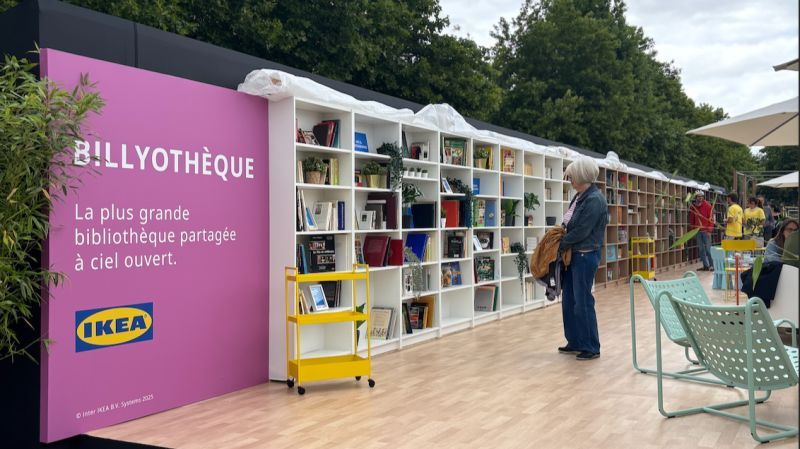 BILLYOTHÈQUE
La plus grande
bibliothèque partagée
à ciel ouvert.
IKEA
© Inter IKEA B.V. Systems 2025